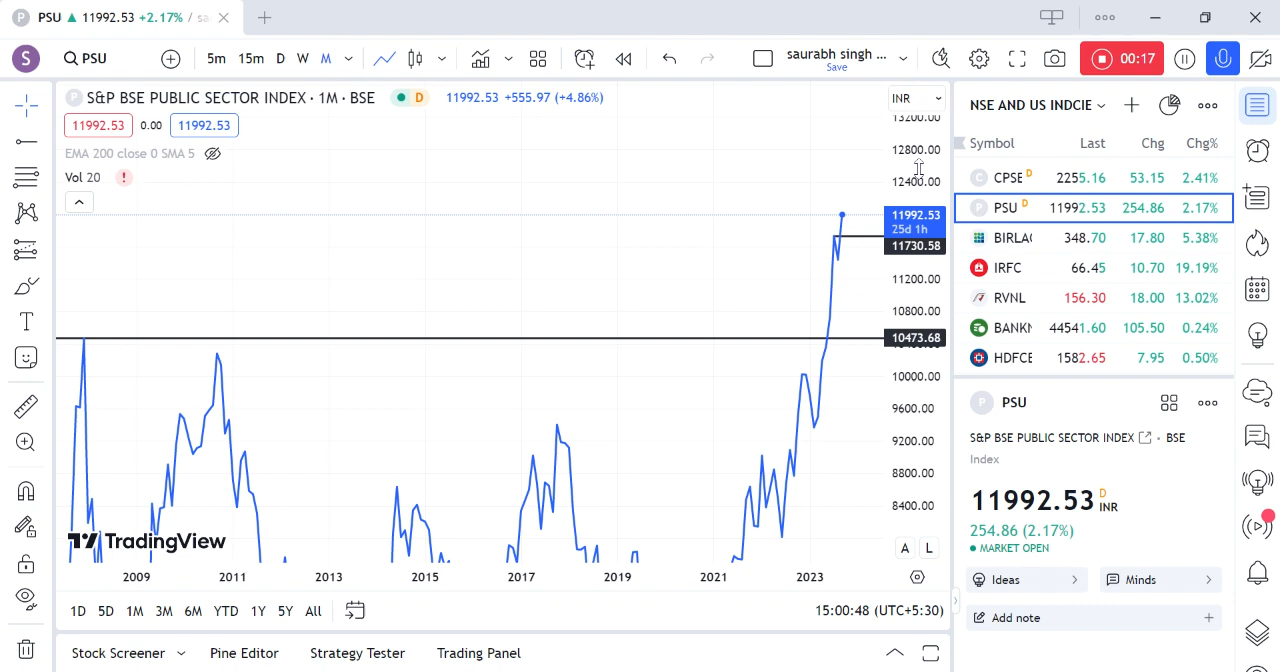 P PSU ▲ 11992.53 +2.17% / sa
S PSU 5m 15m D W M saurabh singh ... Save 00:17
P S&P BSE PUBLIC SECTOR INDEX · 1M · BSE D 11992.53 +555.97 (+4.86%)
11992.53 0.00 11992.53
EMA 200 close 0 SMA 5
Vol 20 !
INR
13200.00
12800.00
12400.00
11992.53
25d 1h
11730.58
11200.00
10800.00
10473.68
10000.00
9600.00
9200.00
8800.00
8400.00
A L
TradingView
2009 2011 2013 2015 2017 2019 2021 2023
1D 5D 1M 3M 6M YTD 1Y 5Y All 15:00:48 (UTC+5:30)
Stock Screener Pine Editor Strategy Tester Trading Panel
NSE AND US INDCIE
Symbol Last Chg Chg%
C CPSE D 2255.16 53.15 2.41%
P PSU D 11992.53 254.86 2.17%
BIRLA 348.70 17.80 5.38%
IRFC 66.45 10.70 19.19%
RVNL 156.30 18.00 13.02%
BANKN 44541.60 105.50 0.24%
HDFCB 1582.65 7.95 0.50%
P PSU
S&P BSE PUBLIC SECTOR INDEX · BSE
Index
11992.53 D INR
254.86 (2.17%)
MARKET OPEN
Ideas Minds
Add note